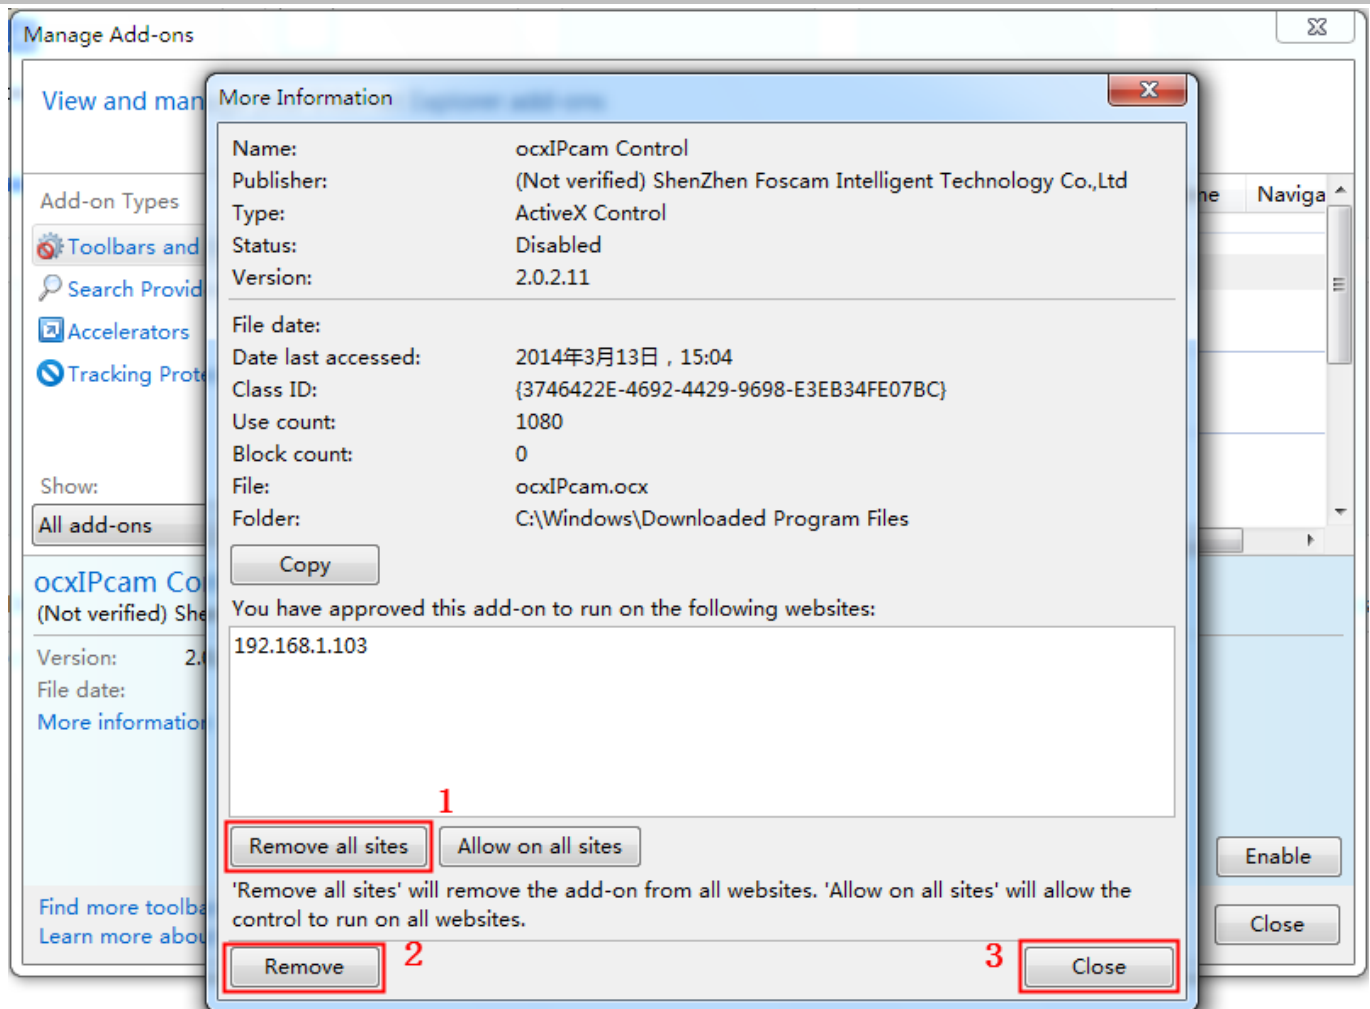 Manage Add-ons
View and man
More Information
Explorer add-ons
Name: ocxIPcam Control
Publisher: (Not verified) ShenZhen Foscam Intelligent Technology Co.,Ltd
Type: ActiveX Control
Status: Disabled
Version: 2.0.2.11
Add-on Types
Toolbars and
Search Provid
Accelerators
Tracking Prote
ne Naviga
File date:
Date last accessed: 2014年3月13日，15:04
Class ID: {3746422E-4692-4429-9698-E3EB34FE07BC}
Use count: 1080
Block count: 0
File: ocxIPcam.ocx
Folder: C:\Windows\Downloaded Program Files
Show:
All add-ons
Copy
ocxIPcam Co
(Not verified) She
Version: 2.
File date:
More information
You have approved this add-on to run on the following websites:
192.168.1.103
1
Remove all sites Allow on all sites
Enable
'Remove all sites' will remove the add-on from all websites. 'Allow on all sites' will allow the
control to run on all websites.
Find more toolba
Learn more abou
Close
Remove 2
3 Close